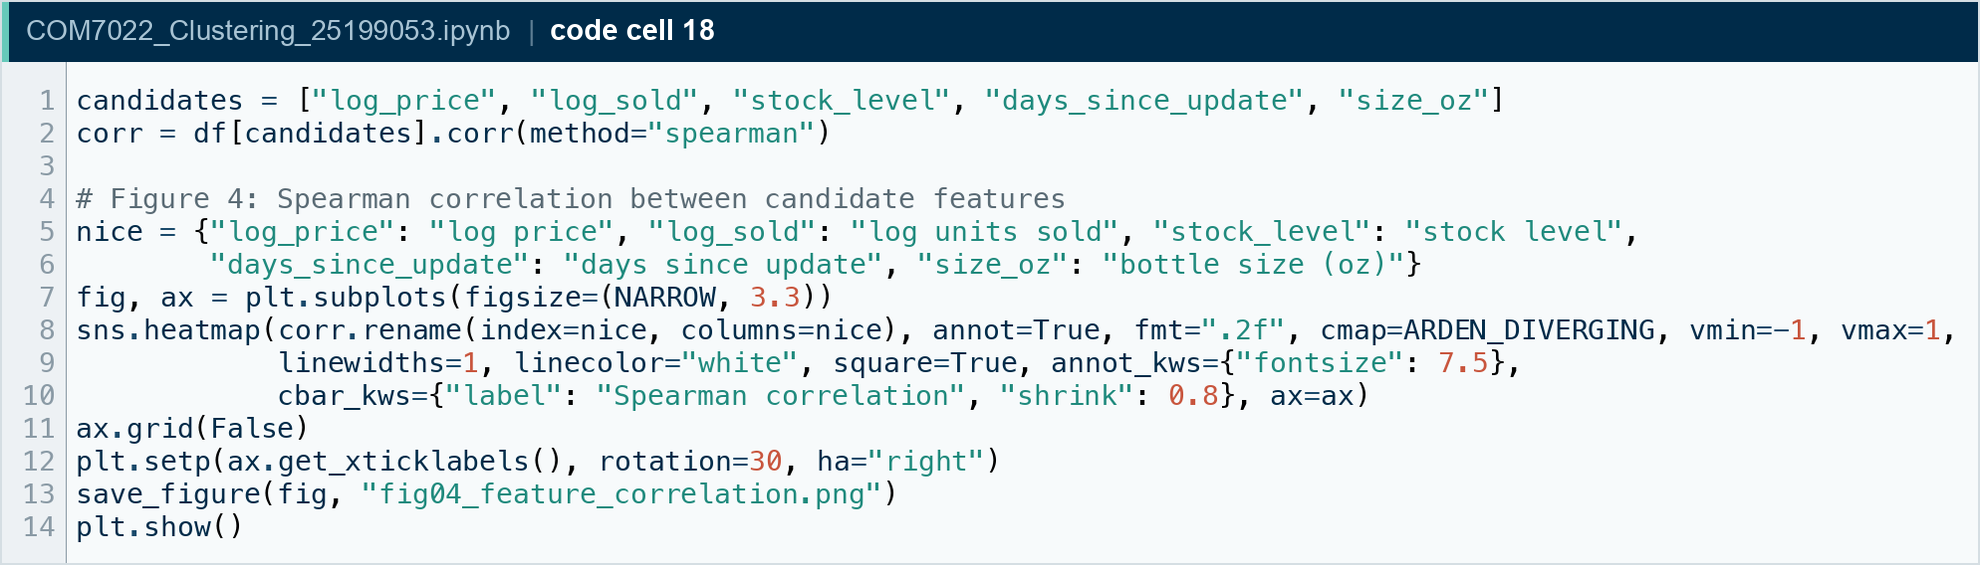 COM7022_Clustering_25199053.ipynb | code cell 18
1 candidates = ["log_price", "log_sold", "stock_level", "days_since_update", "size_oz"]
2 corr = df[candidates].corr(method="spearman")
3
4 # Figure 4: Spearman correlation between candidate features
5 nice = {"log_price": "log price", "log_sold": "log units sold", "stock_level": "stock level",
6         "days_since_update": "days since update", "size_oz": "bottle size (oz)"}
7 fig, ax = plt.subplots(figsize=(NARROW, 3.3))
8 sns.heatmap(corr.rename(index=nice, columns=nice), annot=True, fmt=".2f", cmap=ARDEN_DIVERGING, vmin=−1, vmax=1,
9             linewidths=1, linecolor="white", square=True, annot_kws={"fontsize": 7.5},
10             cbar_kws={"label": "Spearman correlation", "shrink": 0.8}, ax=ax)
11 ax.grid(False)
12 plt.setp(ax.get_xticklabels(), rotation=30, ha="right")
13 save_figure(fig, "fig04_feature_correlation.png")
14 plt.show()